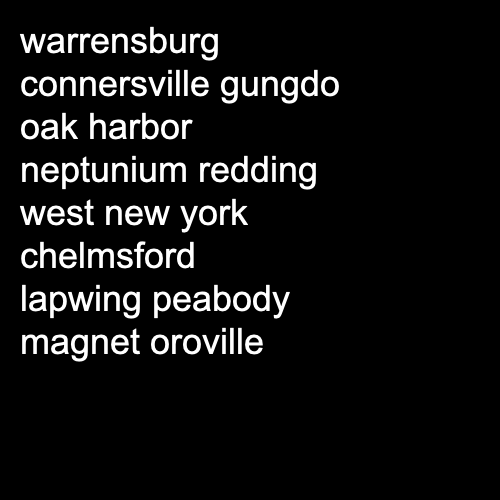 warrensburg
connersville gungdo
oak harbor
neptunium redding
west new york
chelmsford
lapwing peabody
magnet oroville